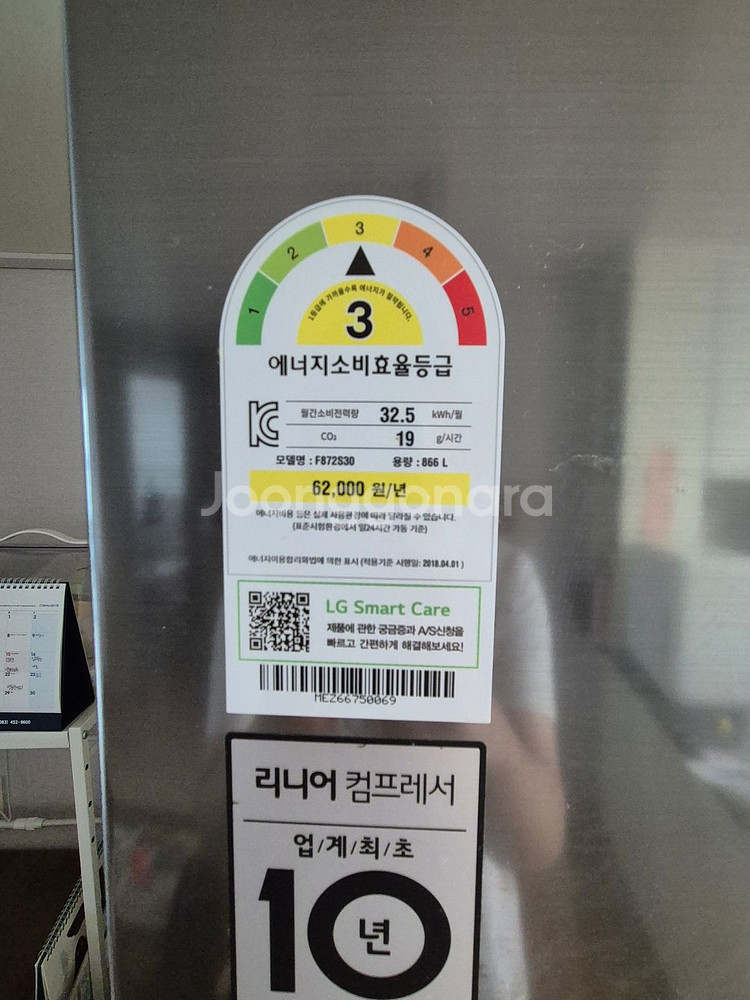 1
2
3
4
5
1등급에 가까울수록 에너지가 절약됩니다.
3
에너지소비효율등급
월간소비전력량 32.5 kWh/월
CO₂ 19 g/시간
모델명 : F872S30 용량 : 866 L
62,000 원/년
Joonggonara
에너지비용 등은 실제 사용환경에 따라 달라질 수 있습니다.
(표준시험환경에서 일24시간 가동 기준)
에너지이용합리화법에 의한 표시 (적용기준 시행일: 2018.04.01)
LG Smart Care
제품에 관한 궁금증과 A/S신청을
빠르고 간편하게 해결해보세요!
MEZ66750069
리니어 컴프레서
업/계/최/초
10년